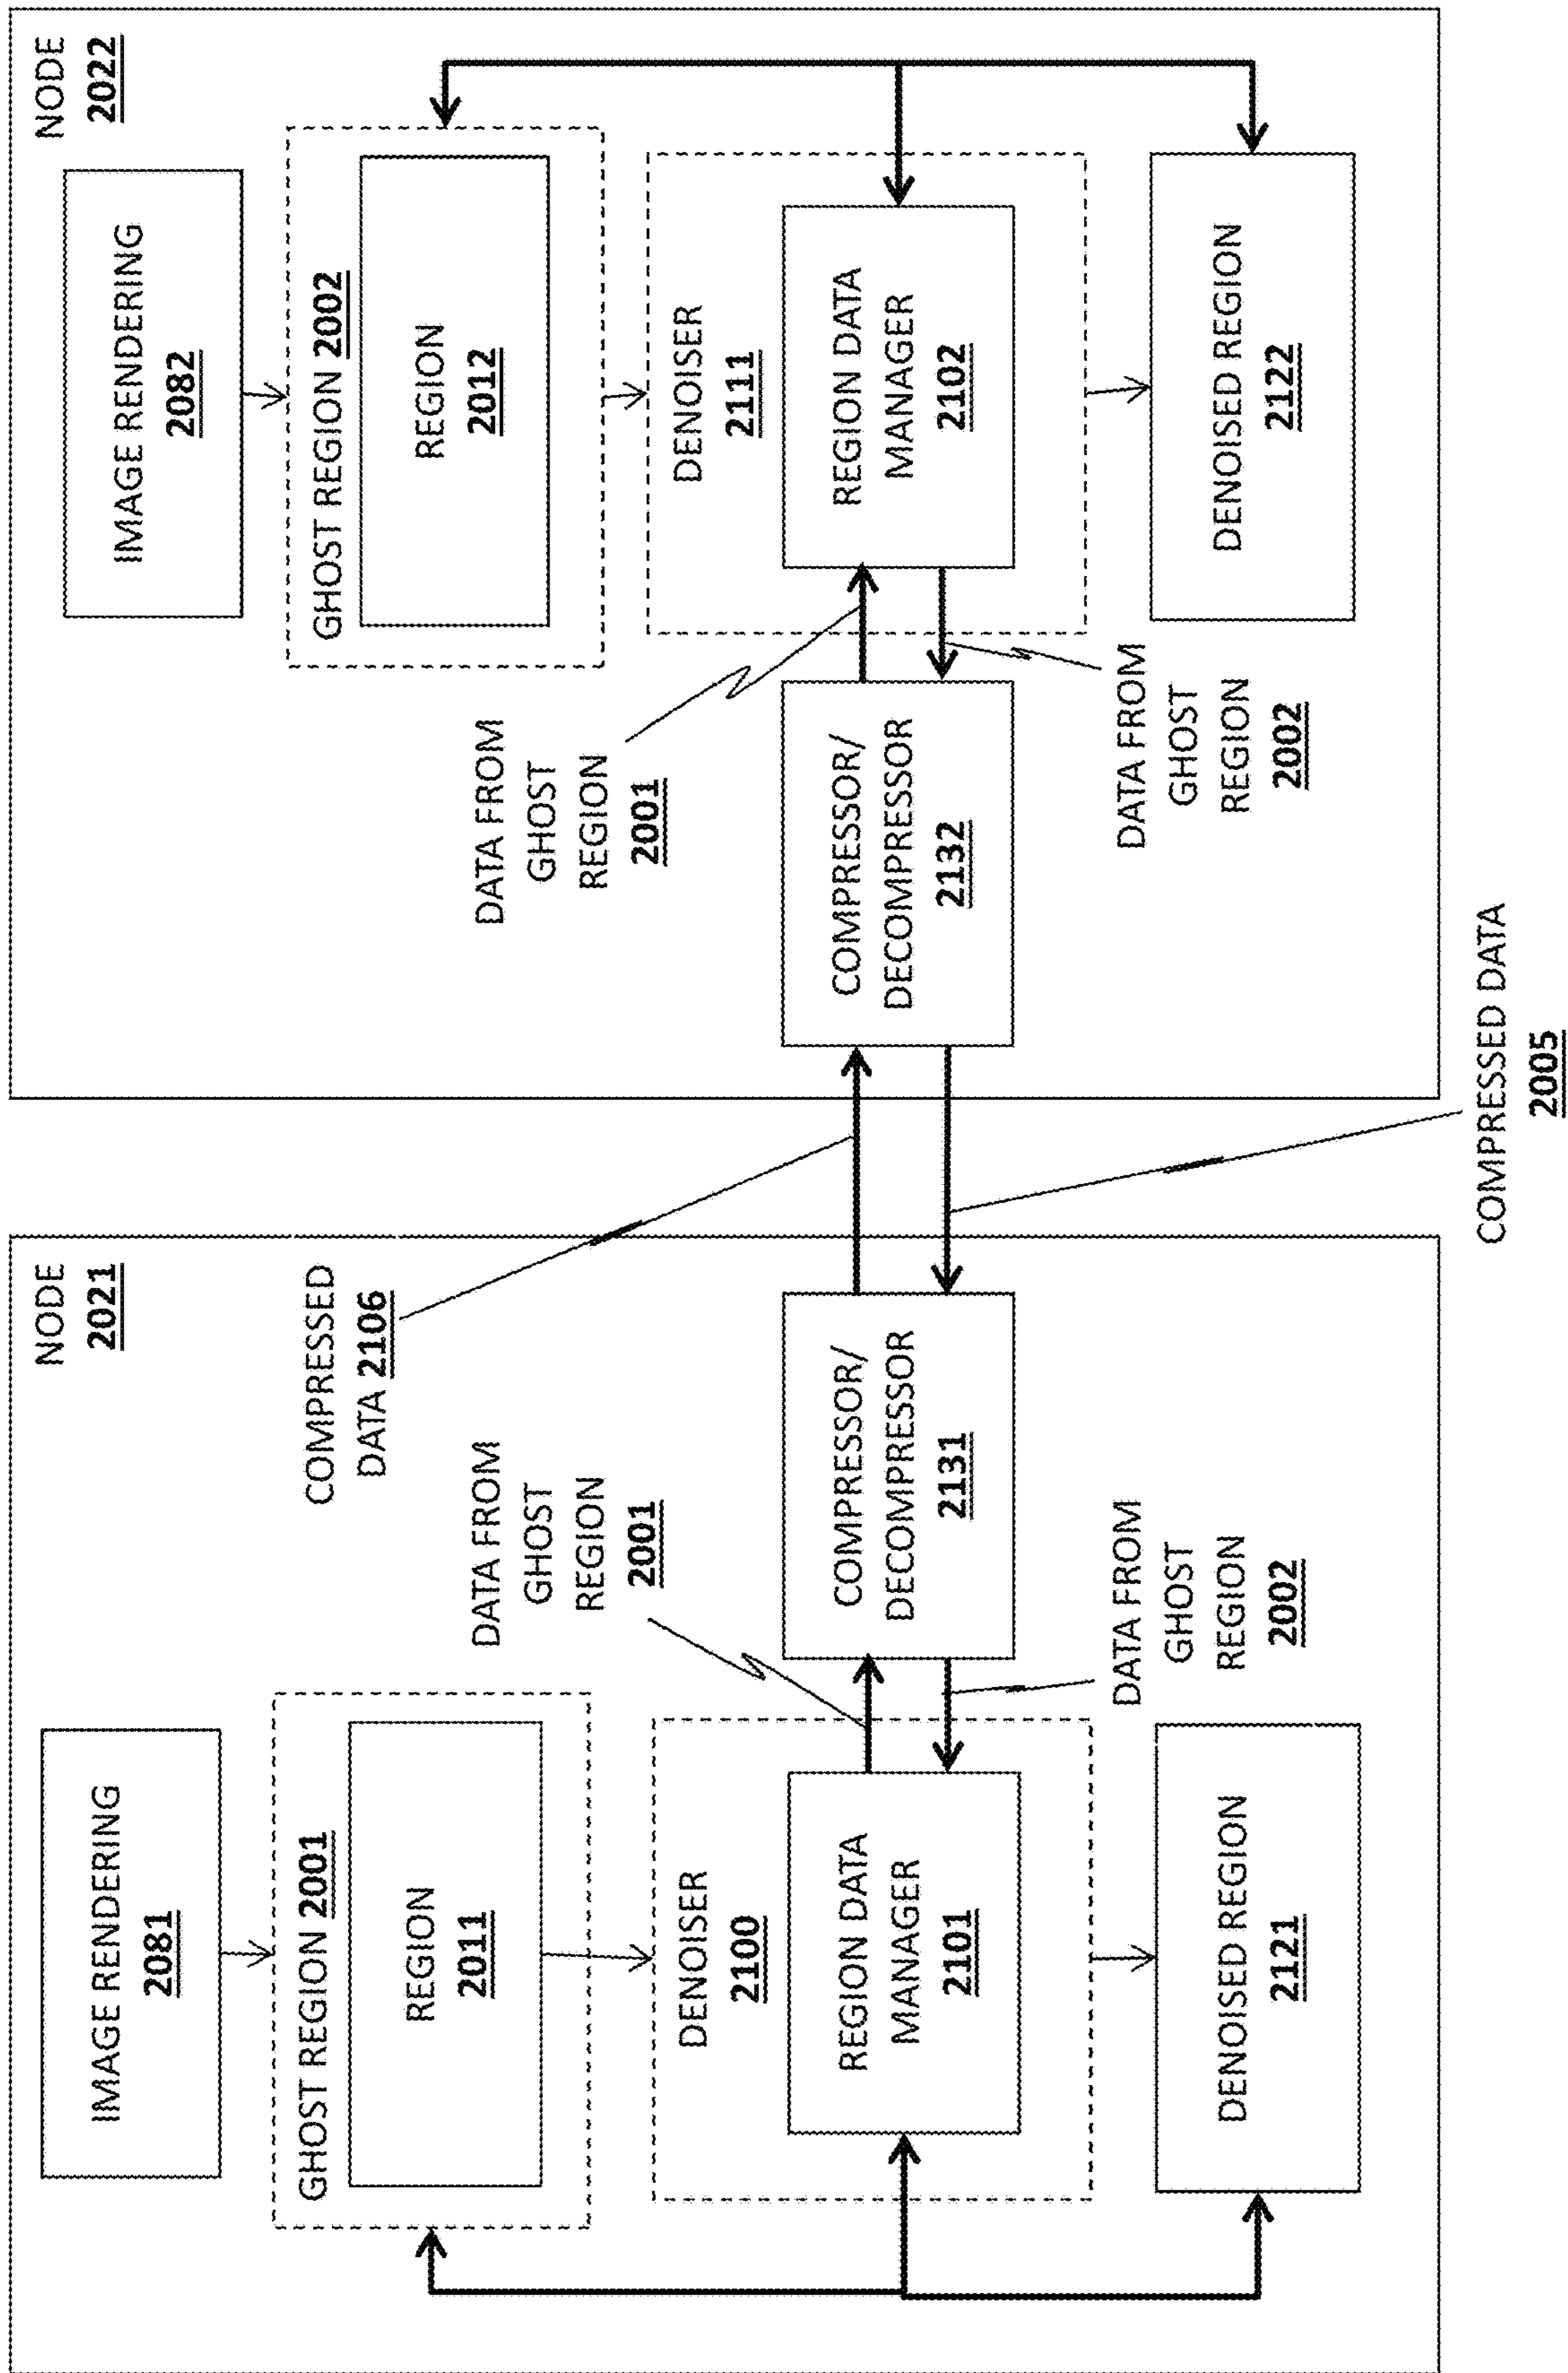 NODE
2021
IMAGE RENDERING
2081
GHOST REGION 2001
REGION
2011
DENOISER
2100
REGION DATA
MANAGER
2101
DENOISED REGION
2121
COMPRESSED
DATA 2106
DATA FROM
GHOST
REGION
2001
COMPRESSOR/
DECOMPRESSOR
2131
DATA FROM
GHOST
REGION
2002
NODE
2022
IMAGE RENDERING
2082
GHOST REGION 2002
REGION
2012
DENOISER
2111
REGION DATA
MANAGER
2102
DENOISED REGION
2122
DATA FROM
GHOST
REGION
2001
COMPRESSOR/
DECOMPRESSOR
2132
DATA FROM
GHOST
REGION
2002
COMPRESSED DATA
2005